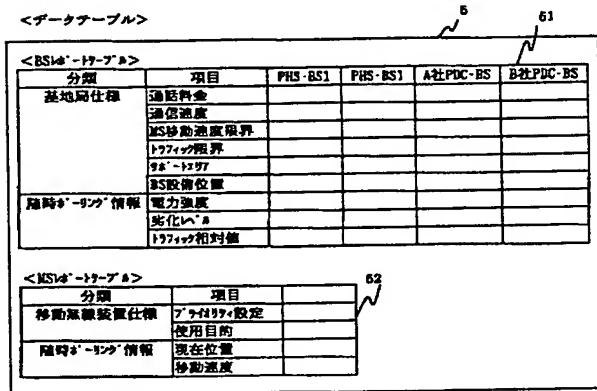 <データテーブル>
5
51
<BSレポートテーブル>
分類 項目 PHS-BS1 PHS-BS1 A社PDC-BS B社PDC-BS
基地局仕様 通話料金
通信速度
MS移動速度限界
トラフィック限界
サポートエリア
BS設備位置
随時ポーリング情報 電力強度
劣化レベル
トラフィック相対値
<MSレポートテーブル>
52
分類 項目
移動無線装置仕様 プライオリティ設定
使用目的
随時ポーリング情報 現在位置
移動速度